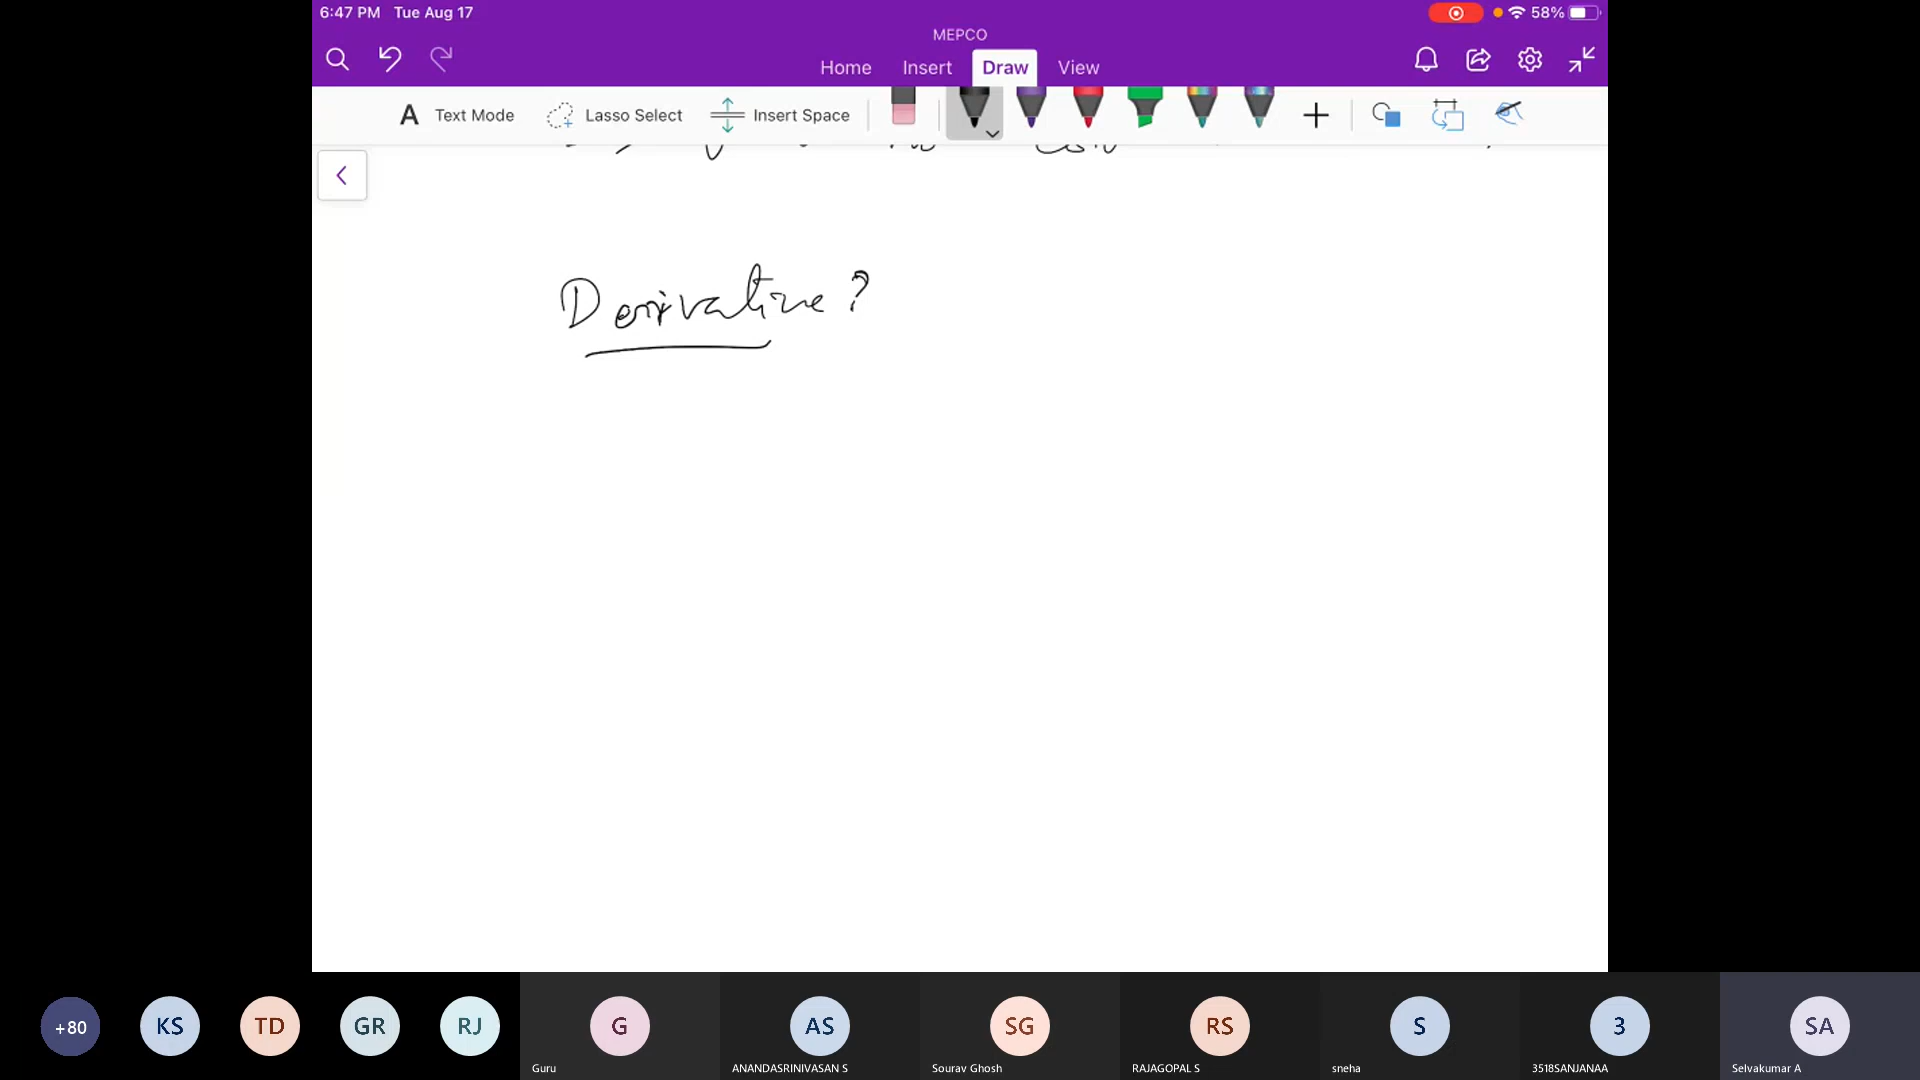 6:47 PM Tue Aug 17
58%
MEPCO
Home Insert Draw View
A Text Mode Lasso Select Insert Space
Derivative?
+80 KS TD GR RJ G AS SG RS S 3 SA
Guru ANANDASRINIVASAN S Sourav Ghosh RAJAGOPAL S sneha 3518SANJANAA Selvakumar A